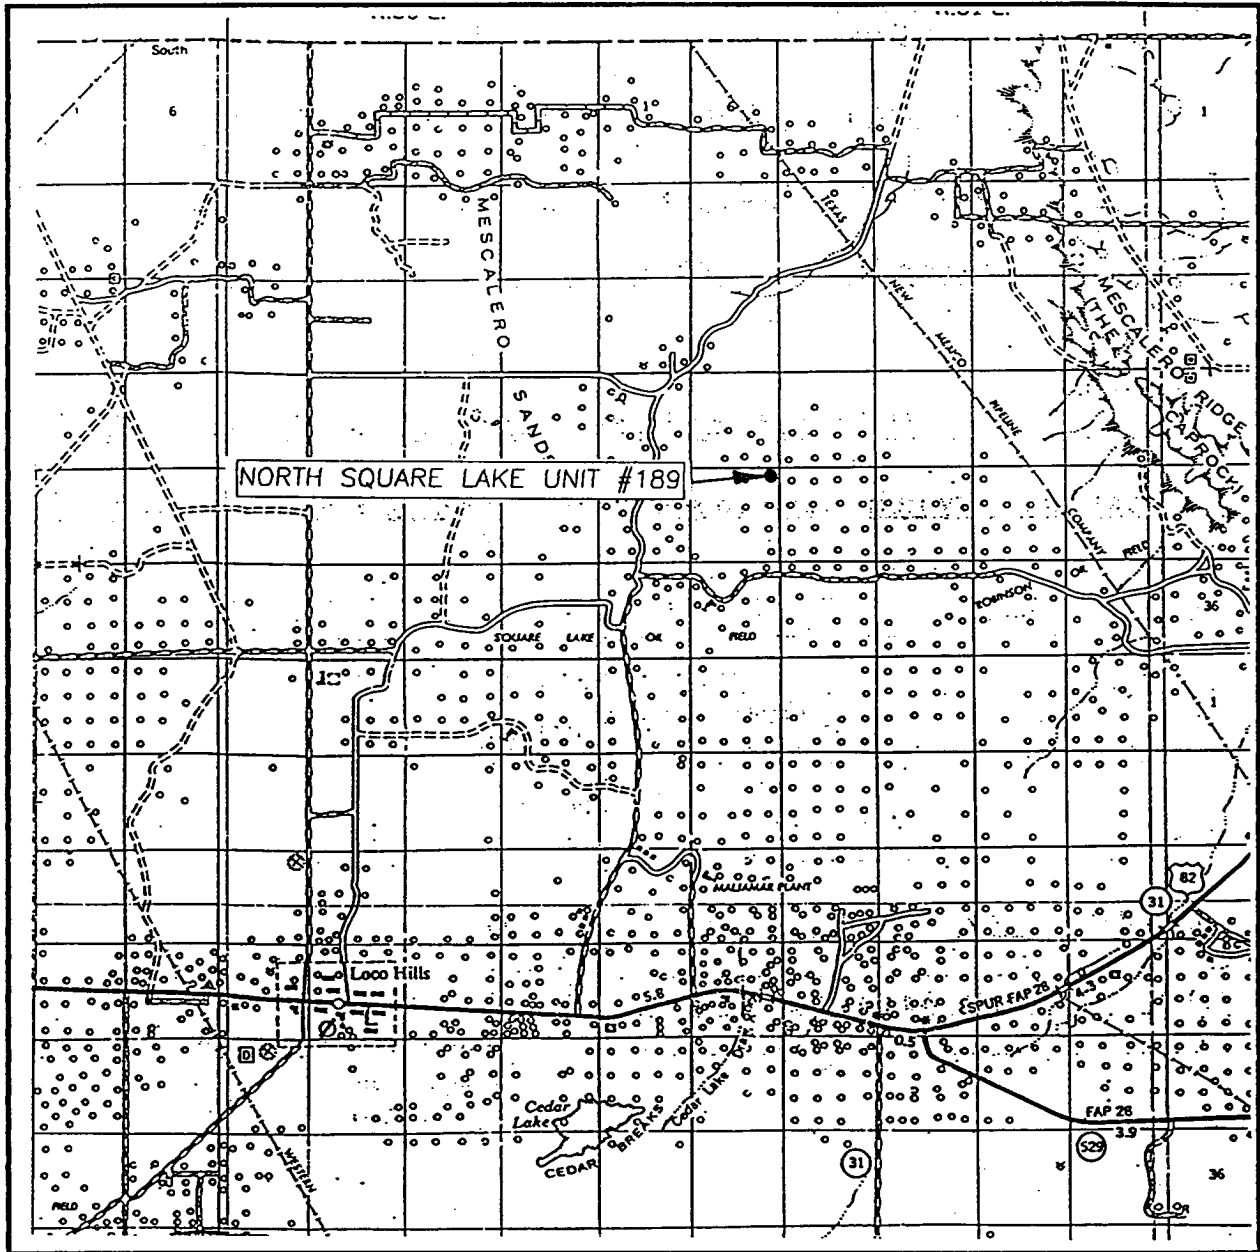 South
6
1
6
1
MESCALERO
SANDS
TEXAS
NEW
MEXICO
PIPELINE
COMPANY
MESCALERO RIDGE
(THE CAPROCK)
NORTH SQUARE LAKE UNIT #189
ROBINSON
FIELD
36
SQUARE LAKE OIL FIELD
1
MALJAMAR PLANT
82
31
Loco Hills
5.8
SPUR FAP 28
4.3
0.5
D
Cedar
Lake
CEDAR BREAKS
Cedar Lake Draw
FAP 28
3.9
529
31
WESTERN
FIELD
36